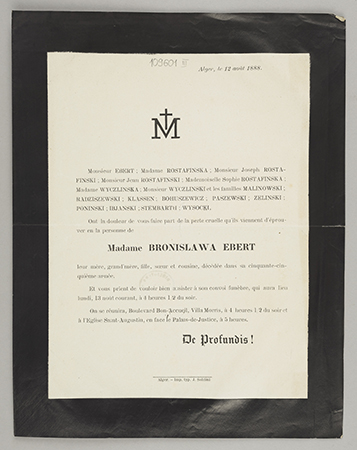 109601
Alger, le 12 août 1888.
M
Monsieur EBERT ; Madame ROSTAFINSKA ; Monsieur Joseph ROSTA-
FINSKI ; Monsieur Jean ROSTAFINSKI ; Mademoiselle Sophie ROSTAFINSKA ;
Madame WYCZLINSKA ; Monsieur WYCZLINSKI et les familles MALINOWSKI ;
RADZISZEWSKI ; KLASSEN ; BOHUSZEWICZ ; PASZEWSKI ; ZELINSKI ;
PONINSKI ; IRJANSKI ; STEMBARTH ; WYSOCKI,
Ont la douleur de vous faire part de la perte cruelle qu'ils viennent d'éprou-
ver en la personne de
Madame BRONISŁAWA EBERT
leur mère, grand'mère, fille, sœur et cousine, décédée dans sa cinquante-cin-
quième année.
Et vous prient de vouloir bien assister à son convoi funèbre, qui aura lieu
lundi, 13 août courant, à 4 heures 1/2 du soir.
On se réunira, Boulevard Bon-Accueil, Villa Morris, à 4 heures 1/2 du soir et
à l'Eglise Saint-Augustin, en face le Palais-de-Justice, à 5 heures.
De Profundis !
Alger. — Imp.